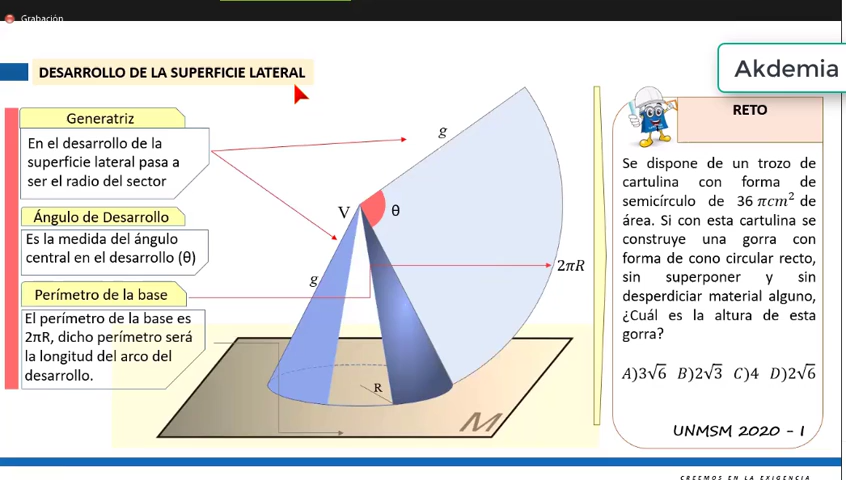 Grabación
DESARROLLO DE LA SUPERFICIE LATERAL
Akdemia
Generatriz
En el desarrollo de la
superficie lateral pasa a
ser el radio del sector
Ángulo de Desarrollo
Es la medida del ángulo
central en el desarrollo (θ)
Perímetro de la base
El perímetro de la base es
2πR, dicho perímetro será
la longitud del arco del
desarrollo.
g
V
θ
g
2πR
R
M
RETO
Se dispone de un trozo de
cartulina con forma de
semicírculo de 36 πcm² de
área. Si con esta cartulina se
construye una gorra con
forma de cono circular recto,
sin superponer y sin
desperdiciar material alguno,
¿Cuál es la altura de esta
gorra?
A)3√6 B)2√3 C)4 D)2√6
UNMSM 2020 - I
CREEMOS EN LA EXIGENCIA